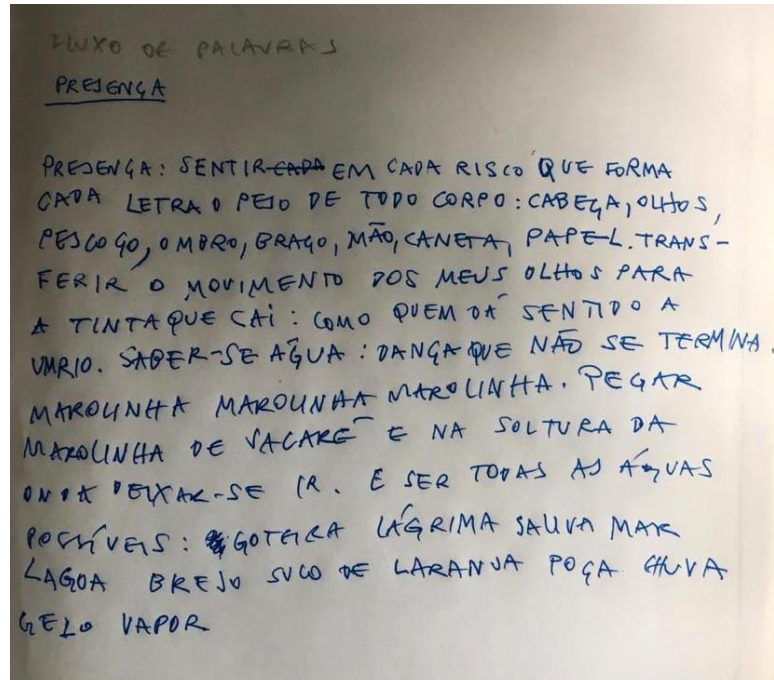 FLUXO DE PALAVRAS
PRESENÇA
PRESENÇA: SENTIR CADA EM CADA RISCO QUE FORMA
CADA LETRA O PESO DE TODO CORPO: CABEÇA, OLHOS,
PESCOÇO, OMBRO, BRAÇO, MÃO, CANETA, PAPEL. TRANS-
FERIR O MOVIMENTO DOS MEUS OLHOS PARA
A TINTA QUE CAI: COMO QUEM DÁ SENTIDO A
UM RIO. SABER-SE ÁGUA: DANÇA QUE NÃO SE TERMINA.
MAROLINHA MAROLINHA MAROLINHA. PEGAR
MAROLINHA DE JACARÉ E NA SOLTURA DA
ONDA DEIXAR-SE IR. E SER TODAS AS ÁGUAS
POSSÍVEIS: GOTEIRA LÁGRIMA SALIVA MAR
LAGOA BREJO SUCO DE LARANJA POÇA CHUVA
GELO VAPOR